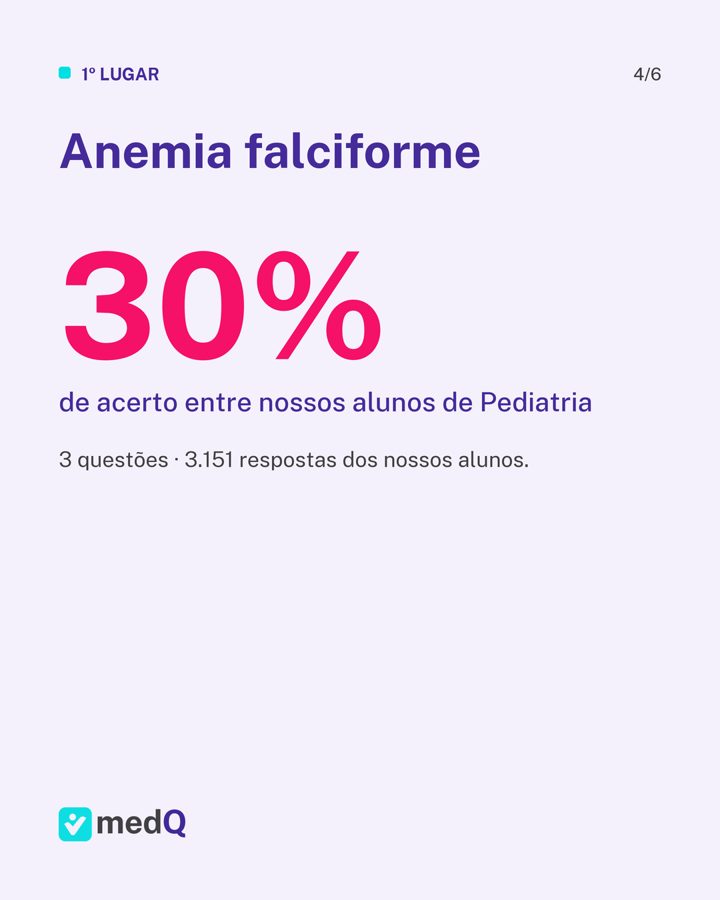 1º LUGAR
4/6
Anemia falciforme
30%
de acerto entre nossos alunos de Pediatria
3 questões · 3.151 respostas dos nossos alunos.
medQ